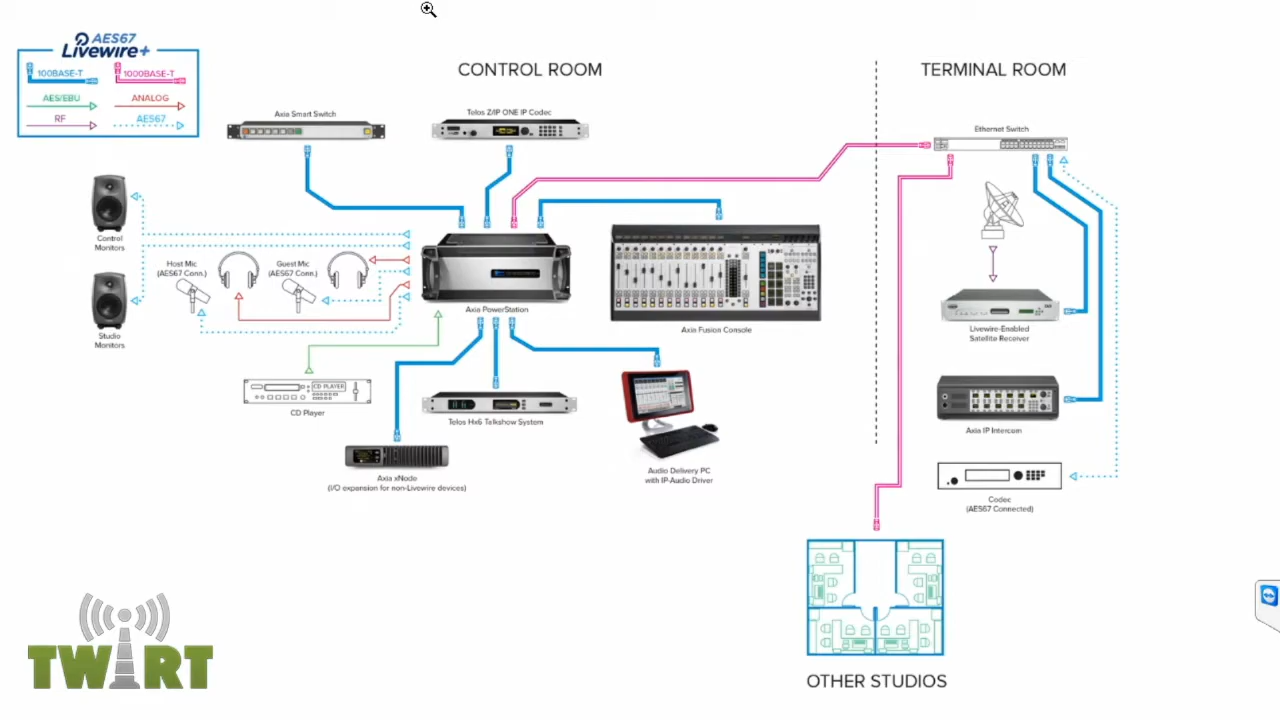 AES67
Livewire+
100BASE-T
1000BASE-T
AES/EBU
ANALOG
RF
AES67
CONTROL ROOM
TERMINAL ROOM
Axia Smart Switch
Telos Z/IP ONE IP Codec
Ethernet Switch
Control
Monitors
Host Mic
(AES67 Conn.)
Guest Mic
(AES67 Conn.)
Axia PowerStation
Axia Fusion Console
Livewire-Enabled
Satellite Receiver
Studio
Monitors
CD PLAYER
CD Player
Telos Hx6 Talkshow System
Axia IP Intercom
Axia xNode
(I/O expansion for non-Livewire devices)
Audio Delivery PC
with IP-Audio Driver
Codec
(AES67 Connected)
TWiRT
OTHER STUDIOS